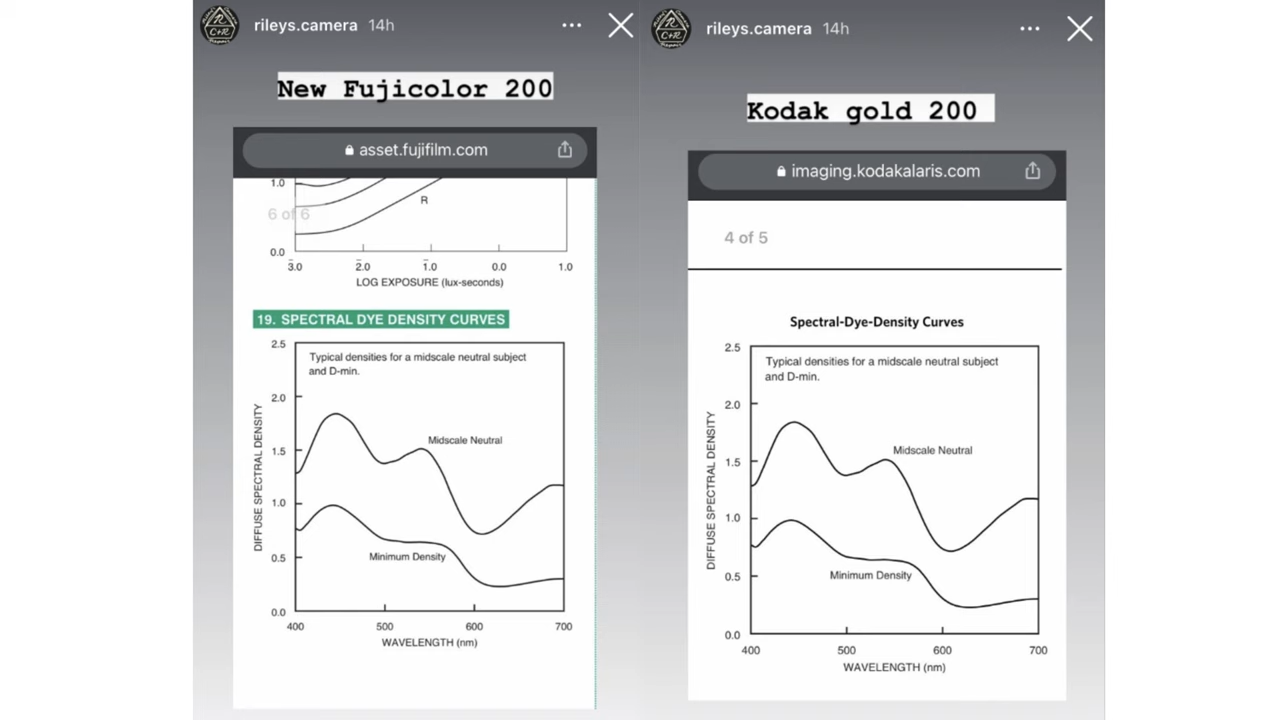 rileys.camera 14h
New Fujicolor 200
asset.fujifilm.com
1.0
R
6 of 6
0.0
3.0 2.0 1.0 0.0 1.0
LOG EXPOSURE (lux-seconds)
19. SPECTRAL DYE DENSITY CURVES
2.5
Typical densities for a midscale neutral subject
and D-min.
2.0
Midscale Neutral
1.5
1.0
Minimum Density
0.5
0.0
DIFFUSE SPECTRAL DENSITY
400 500 600 700
WAVELENGTH (nm)
rileys.camera 14h
Kodak gold 200
imaging.kodakalaris.com
4 of 5
Spectral-Dye-Density Curves
2.5
Typical densities for a midscale neutral subject
and D-min.
2.0
Midscale Neutral
1.5
1.0
Minimum Density
0.5
0.0
DIFFUSE SPECTRAL DENSITY
400 500 600 700
WAVELENGTH (nm)